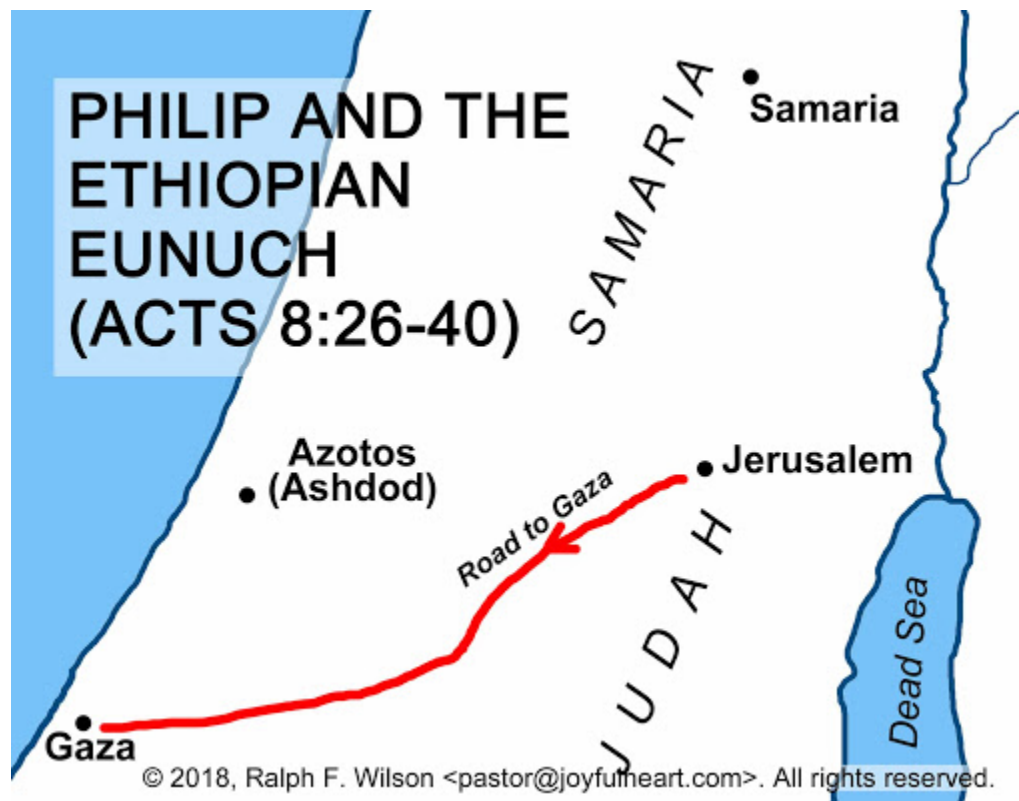 PHILIP AND THE
ETHIOPIAN
EUNUCH
(ACTS 8:26-40)
SAMARIA
Samaria
Azotos
(Ashdod)
Road to Gaza
Jerusalem
JUDAH
Dead Sea
Gaza
© 2018, Ralph F. Wilson <pastor@joyfulheart.com>. All rights reserved.